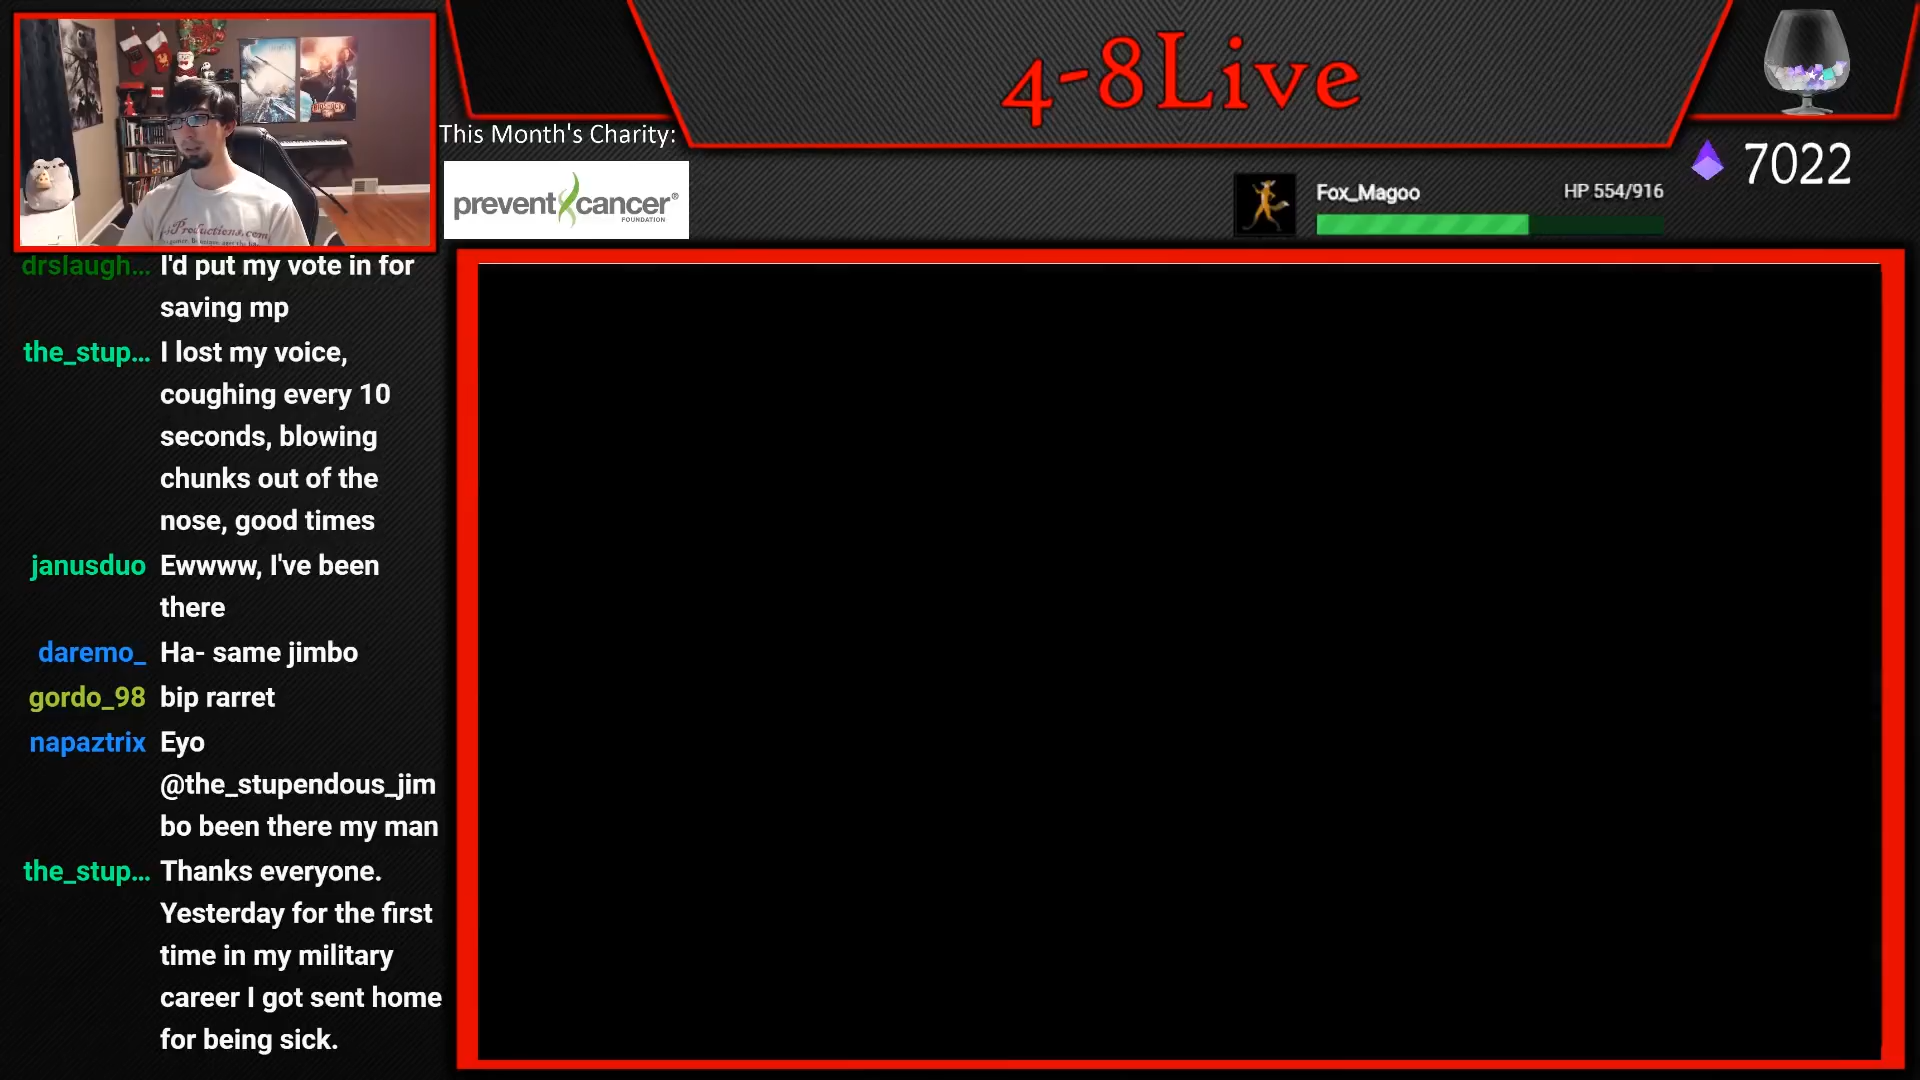 4-8Live
This Month's Charity:
prevent cancer®
FOUNDATION
7022
Fox_Magoo
HP 554/916
drslaugh... I'd put my vote in for
saving mp
the_stup... I lost my voice,
coughing every 10
seconds, blowing
chunks out of the
nose, good times
janusduo Ewwww, I've been
there
daremo_ Ha- same jimbo
gordo_98 bip rarret
napaztrix Eyo
@the_stupendous_jim
bo been there my man
the_stup... Thanks everyone.
Yesterday for the first
time in my military
career I got sent home
for being sick.